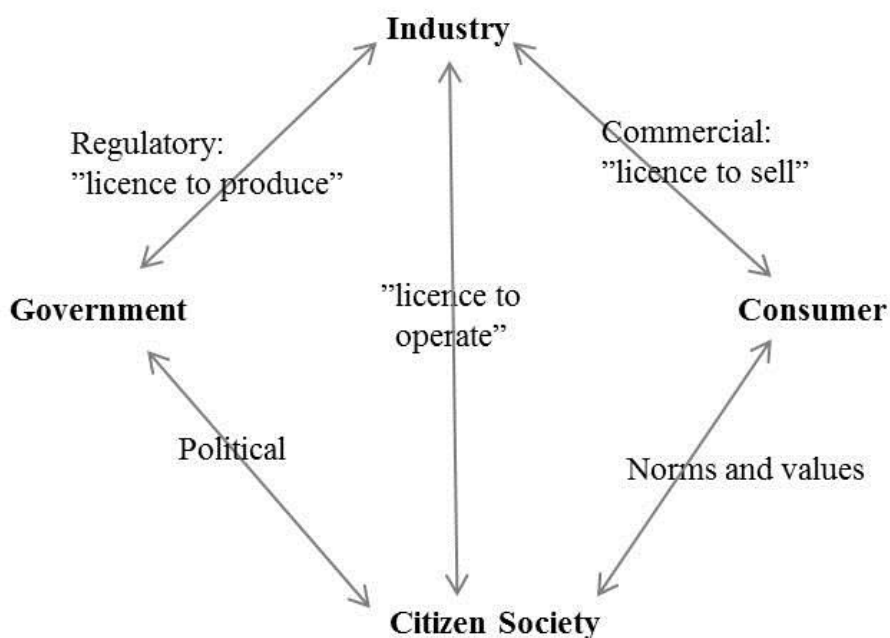 Industry
Regulatory:
”licence to produce”
Commercial:
”licence to sell”
”licence to
operate”
Government
Consumer
Political
Norms and values
Citizen Society